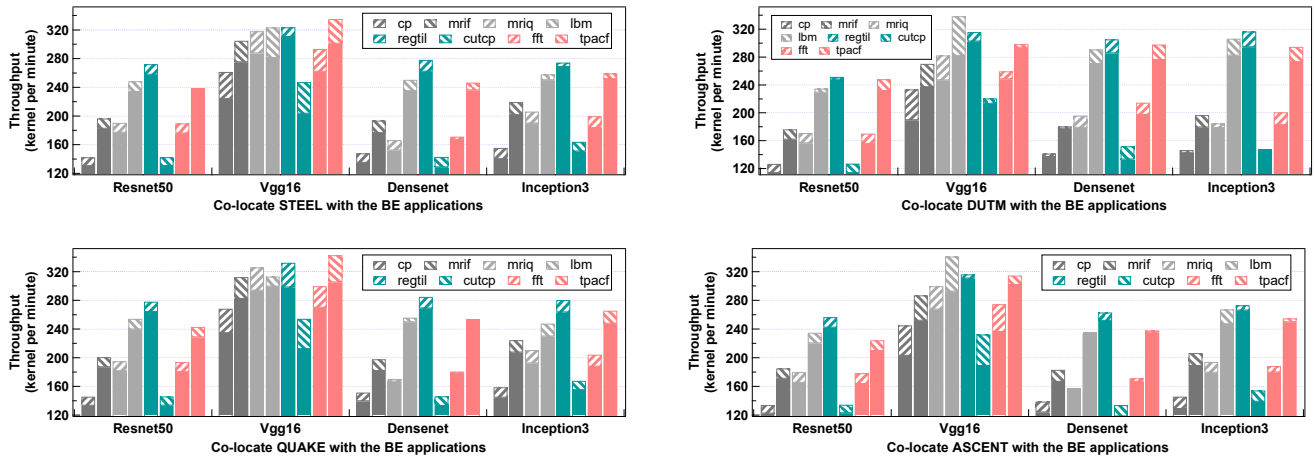 Throughput
(kernel per minute)
320
280
240
200
160
120
cp mrif mriq lbm
regtil cutcp fft tpacf
Resnet50 Vgg16 Densenet Inception3
Co-locate STEEL with the BE applications
Throughput
(kernel per minute)
320
280
240
200
160
120
cp mrif mriq
lbm regtil cutcp
fft tpacf
Resnet50 Vgg16 Densenet Inception3
Co-locate DUTM with the BE applications
Throughput
(kernel per minute)
320
280
240
200
160
120
cp mrif mriq lbm
regtil cutcp fft tpacf
Resnet50 Vgg16 Densenet Inception3
Co-locate QUAKE with the BE applications
Throughput
(kernel per minute)
320
280
240
200
160
120
cp mrif mriq lbm
regtil cutcp fft tpacf
Resnet50 Vgg16 Densenet Inception3
Co-locate ASCENT with the BE applications